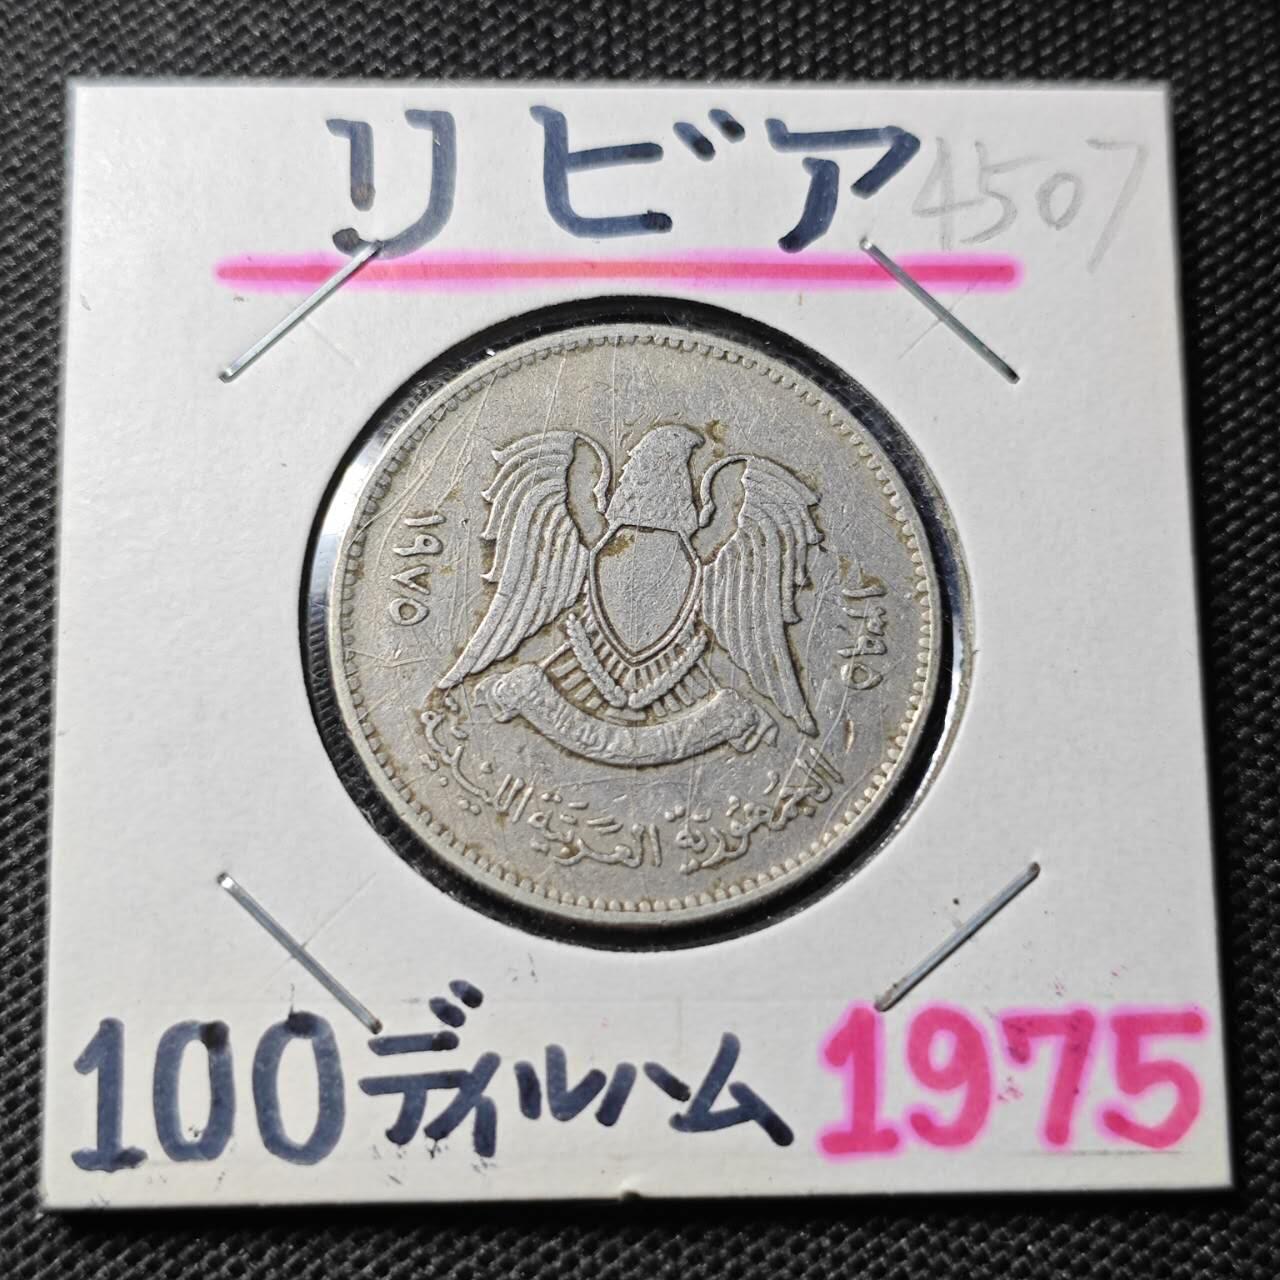 リビア 4507
١٩٧٥
١٣٩٥
الجمهورية العربية الليبية
100ディルハム 1975